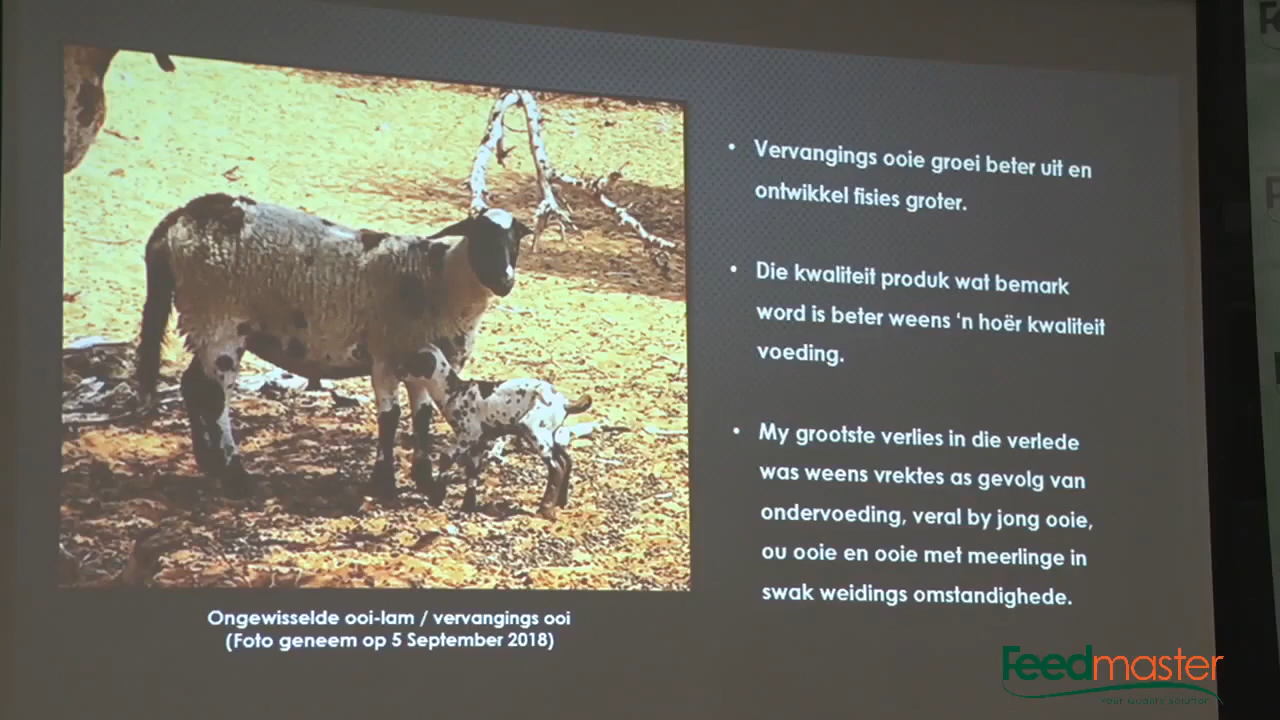 • Vervangings ooie groei beter uit en
ontwikkel fisies groter.
• Die kwaliteit produk wat bemark
word is beter weens ‘n hoër kwaliteit
voeding.
• My grootste verlies in die verlede
was weens vrektes as gevolg van
ondervoeding, veral by jong ooie,
ou ooie en ooie met meerlinge in
swak weidings omstandighede.
Ongewisselde ooi-lam / vervangings ooi
(Foto geneem op 5 September 2018)
Feedmaster
Your Quality Solution